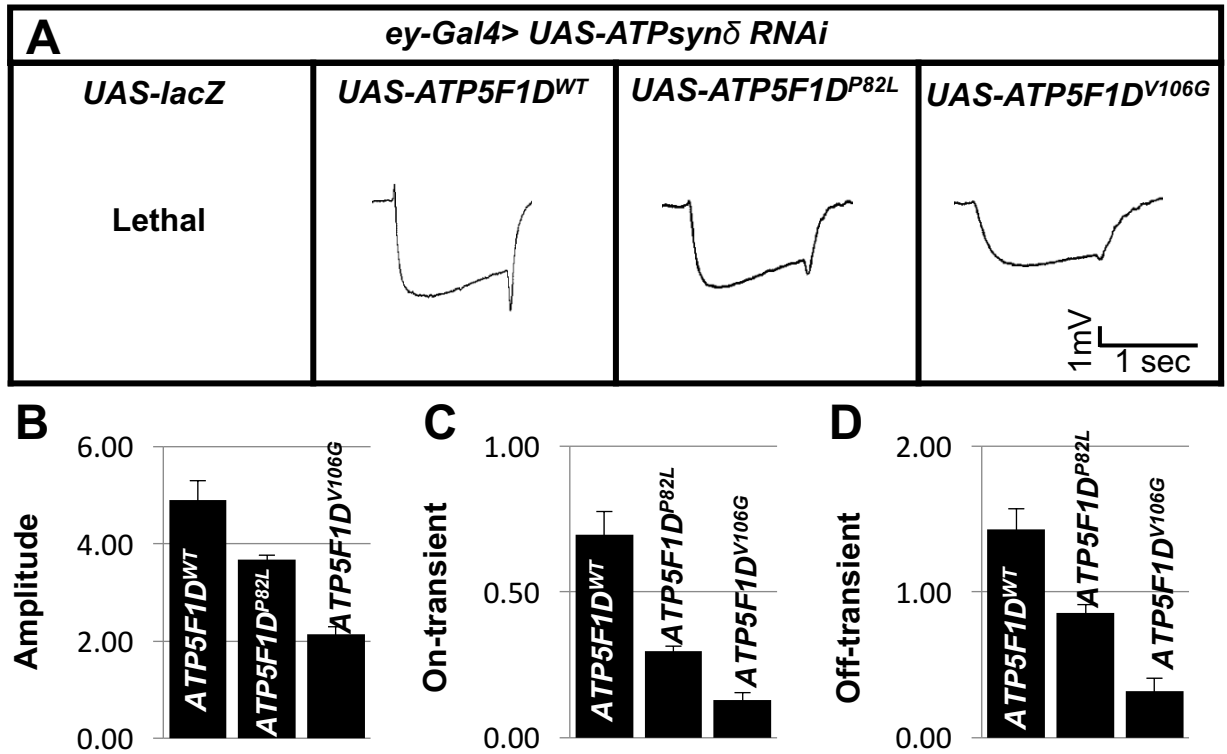 A
ey-Gal4> UAS-ATPsynδ RNAi
UAS-lacZ
UAS-ATP5F1D^WT
UAS-ATP5F1D^P82L
UAS-ATP5F1D^V106G
Lethal
1mV
1 sec
B
Amplitude
6.00
4.00
2.00
0.00
ATP5F1D^WT
ATP5F1D^P82L
ATP5F1D^V106G
C
On-transient
1.00
0.50
0.00
ATP5F1D^WT
ATP5F1D^P82L
ATP5F1D^V106G
D
Off-transient
2.00
1.00
0.00
ATP5F1D^WT
ATP5F1D^P82L
ATP5F1D^V106G